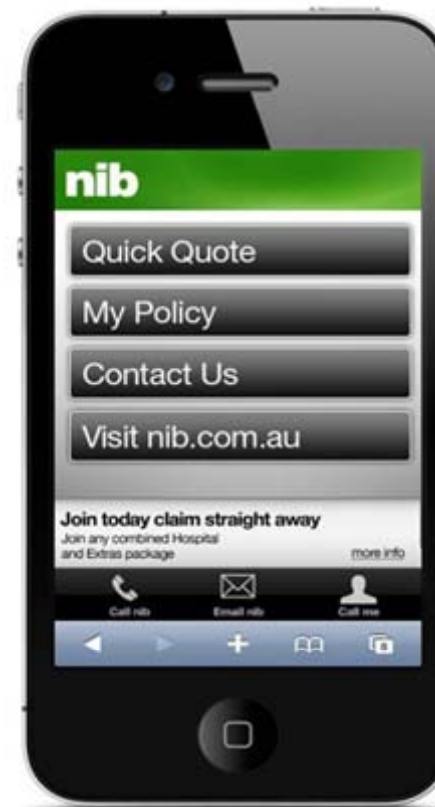 nib
Quick Quote
My Policy
Contact Us
Visit nib.com.au
Join today claim straight away
Join any combined Hospital
and Extras package
more info
Call nib
Email nib
Call me